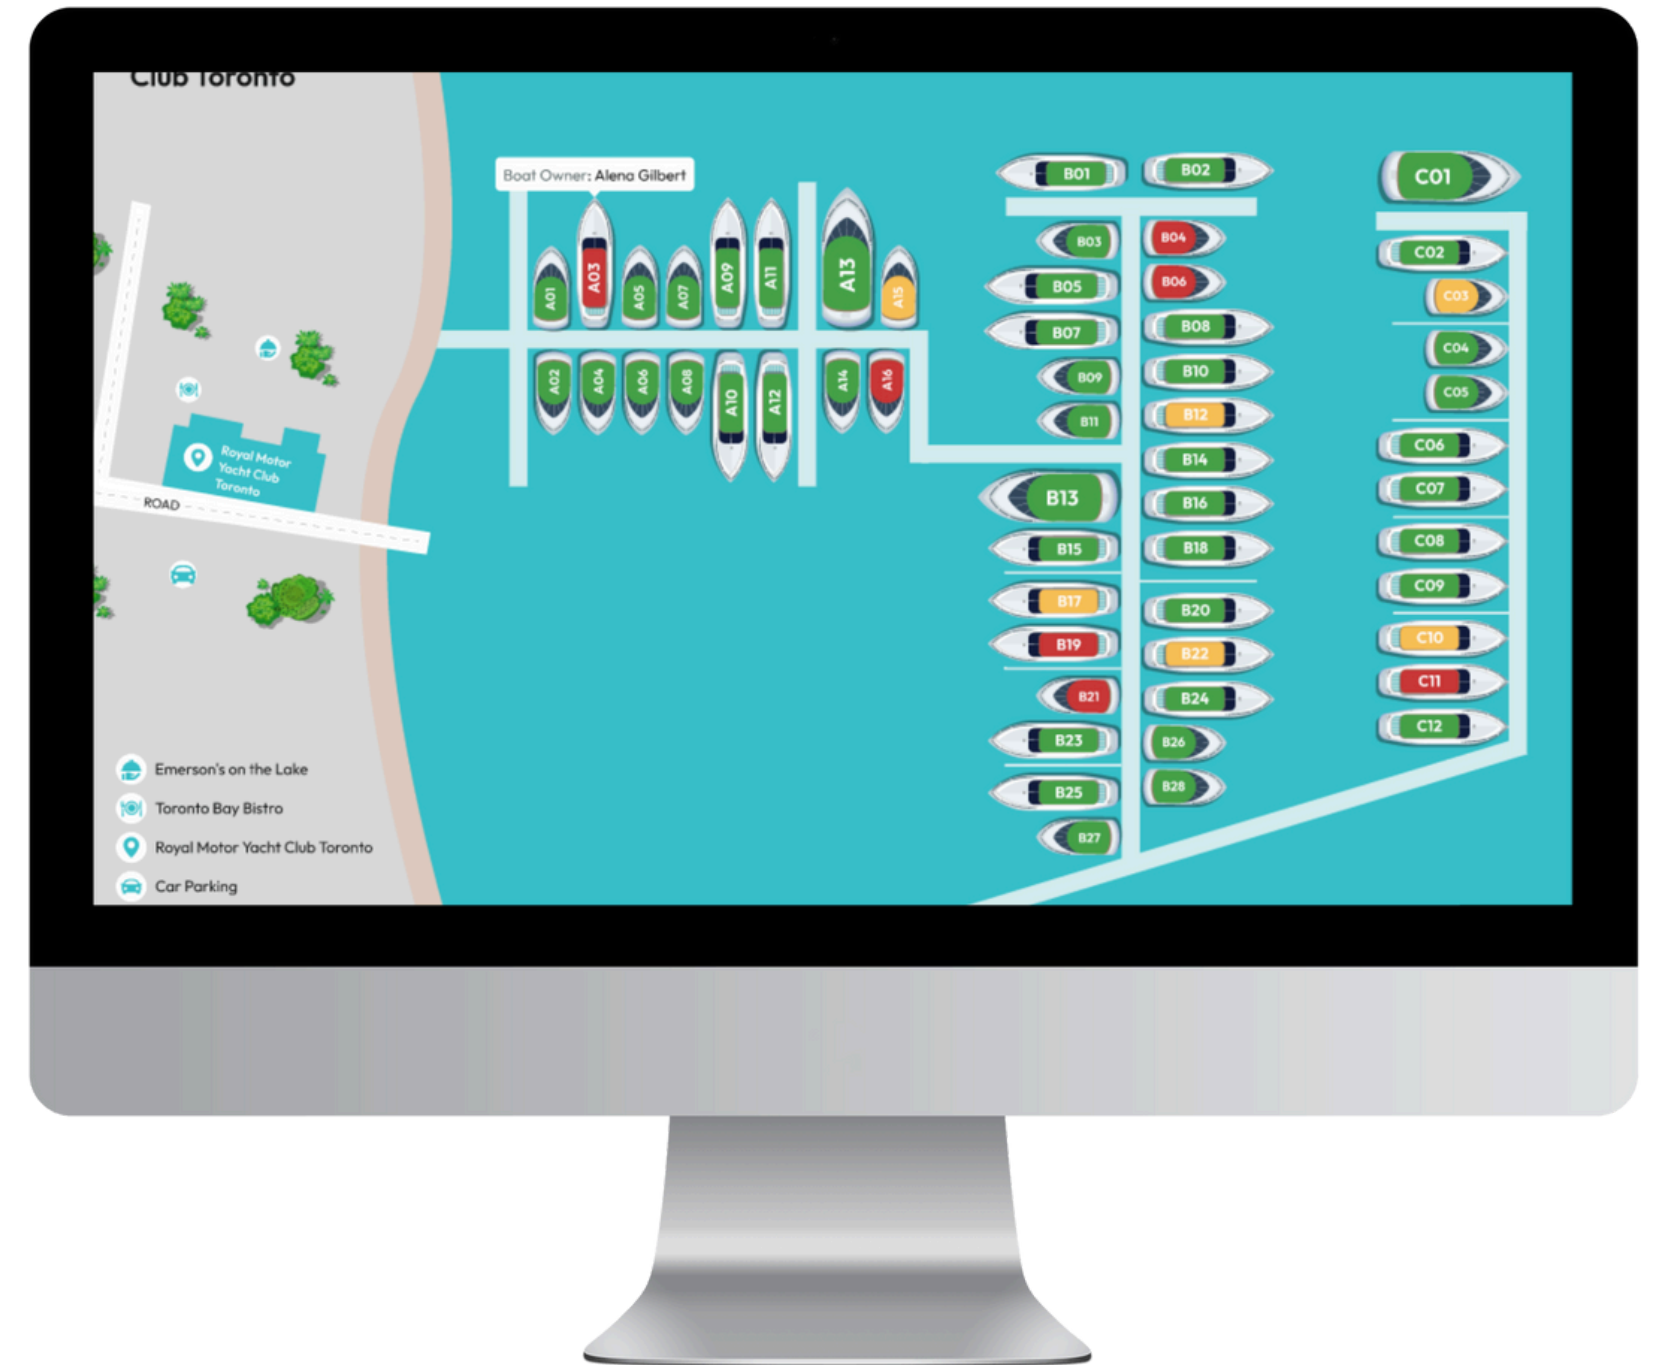 Club Toronto
Boat Owner: Alena Gilbert
A01
A03
A05
A07
A09
A11
A13
A15
A02
A04
A06
A08
A10
A12
A14
A16
Royal Motor
Yacht Club
Toronto
ROAD
Emerson's on the Lake
Toronto Bay Bistro
Royal Motor Yacht Club Toronto
Car Parking
B01
B02
B03
B04
B05
B06
B07
B08
B09
B10
B11
B12
B13
B14
B15
B16
B17
B18
B19
B20
B21
B22
B23
B24
B25
B26
B27
B28
C01
C02
C03
C04
C05
C06
C07
C08
C09
C10
C11
C12